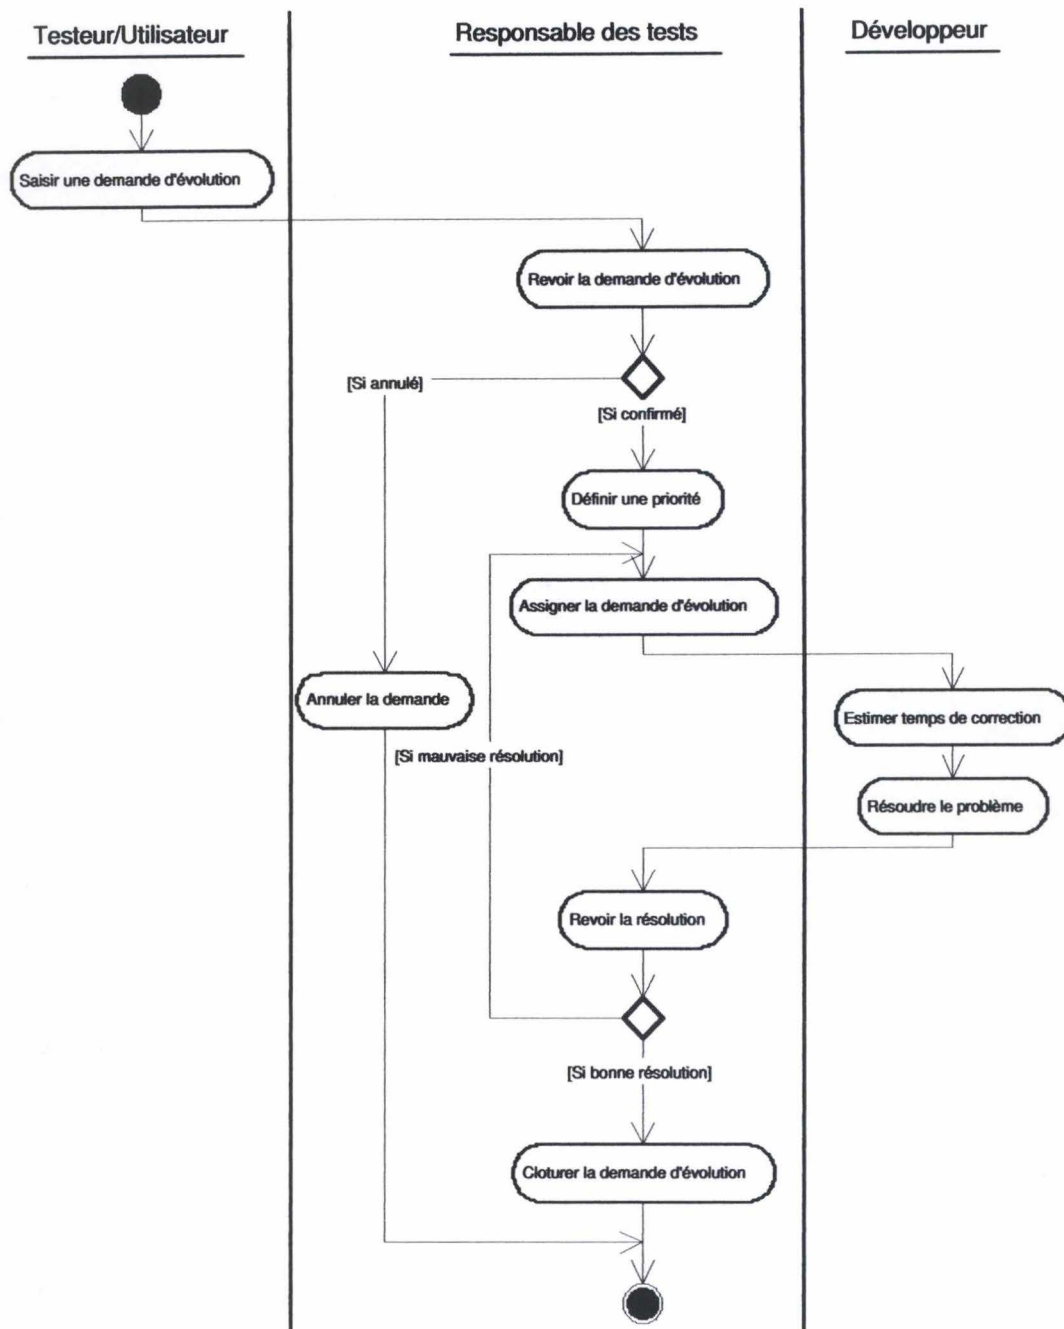 Testeur/Utilisateur
Responsable des tests
Développeur
Saisir une demande d'évolution
Revoir la demande d'évolution
[Si annulé]
[Si confirmé]
Définir une priorité
Assigner la demande d'évolution
Annuler la demande
Estimer temps de correction
[Si mauvaise résolution]
Résoudre le problème
Revoir la résolution
[Si bonne résolution]
Cloturer la demande d'évolution